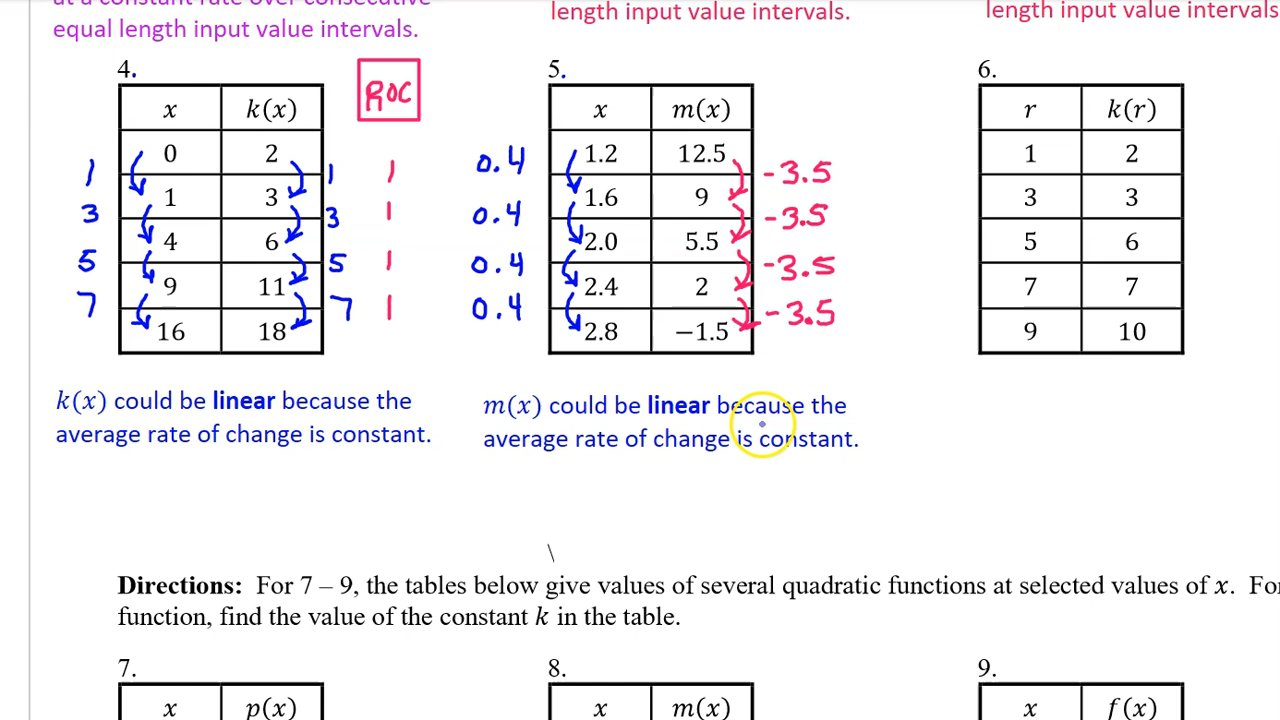 at a constant rate over consecutive
equal length input value intervals.
length input value intervals.
length input value intervals
4.
x k(x)
0 2
1 3
4 6
9 11
16 18
1
3
5
7
1
3
5
7
ROC
1
1
1
1
k(x) could be linear because the
average rate of change is constant.
5.
x m(x)
1.2 12.5
1.6 9
2.0 5.5
2.4 2
2.8 −1.5
0.4
0.4
0.4
0.4
-3.5
-3.5
-3.5
-3.5
m(x) could be linear because the
average rate of change is constant.
6.
r k(r)
1 2
3 3
5 6
7 7
9 10
\
Directions: For 7 – 9, the tables below give values of several quadratic functions at selected values of x. Fo
function, find the value of the constant k in the table.
7.
x p(x)
8.
x m(x)
9.
x f(x)